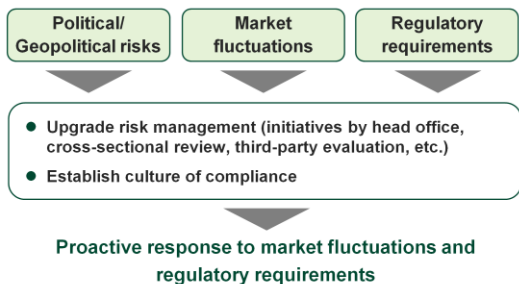 Political/
Geopolitical risks
Market
fluctuations
Regulatory
requirements
● Upgrade risk management (initiatives by head office,
cross-sectional review, third-party evaluation, etc.)
● Establish culture of compliance
Proactive response to market fluctuations and
regulatory requirements